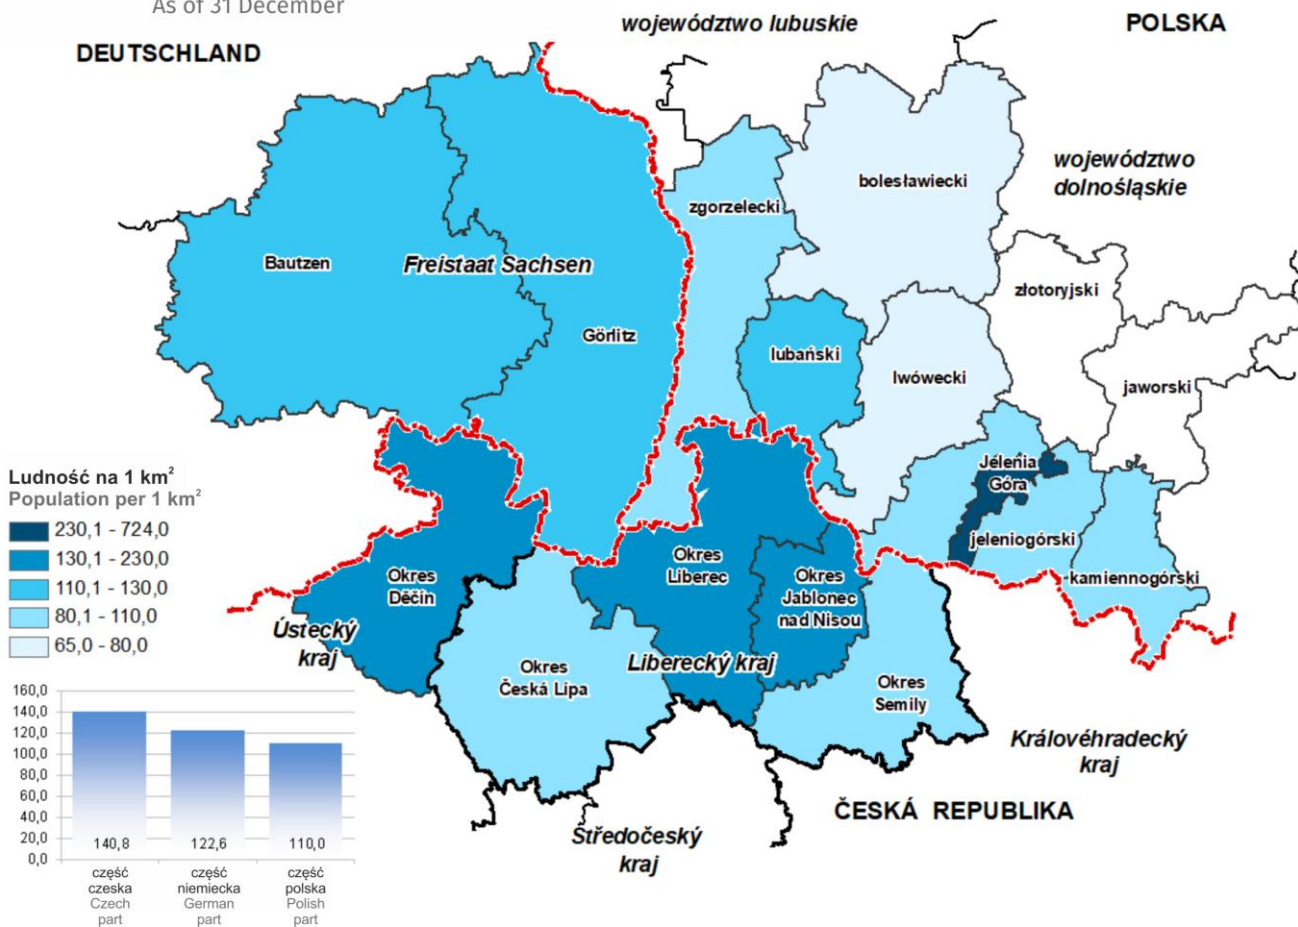 As of 31 December
DEUTSCHLAND
województwo lubuskie
POLSKA
województwo
dolnośląskie
bolesławiecki
zgorzelecki
Bautzen
Freistaat Sachsen
złotoryjski
Görlitz
lubański
lwówecki
jaworski
Jelenia
Góra
jeleniogórski
kamiennogórski
Okres
Liberec
Okres
Děčín
Okres
Jablonec
nad Nisou
Ústecký
kraj
Liberecký kraj
Okres
Česká Lípa
Okres
Semily
Královéhradecký
kraj
ČESKÁ REPUBLIKA
Středočeský
kraj
Ludność na 1 km²
Population per 1 km²
230,1 - 724,0
130,1 - 230,0
110,1 - 130,0
80,1 - 110,0
65,0 - 80,0
160,0
140,0
120,0
100,0
80,0
60,0
40,0
20,0
0,0
140,8
122,6
110,0
część
czeska
Czech
part
część
niemiecka
German
part
część
polska
Polish
part